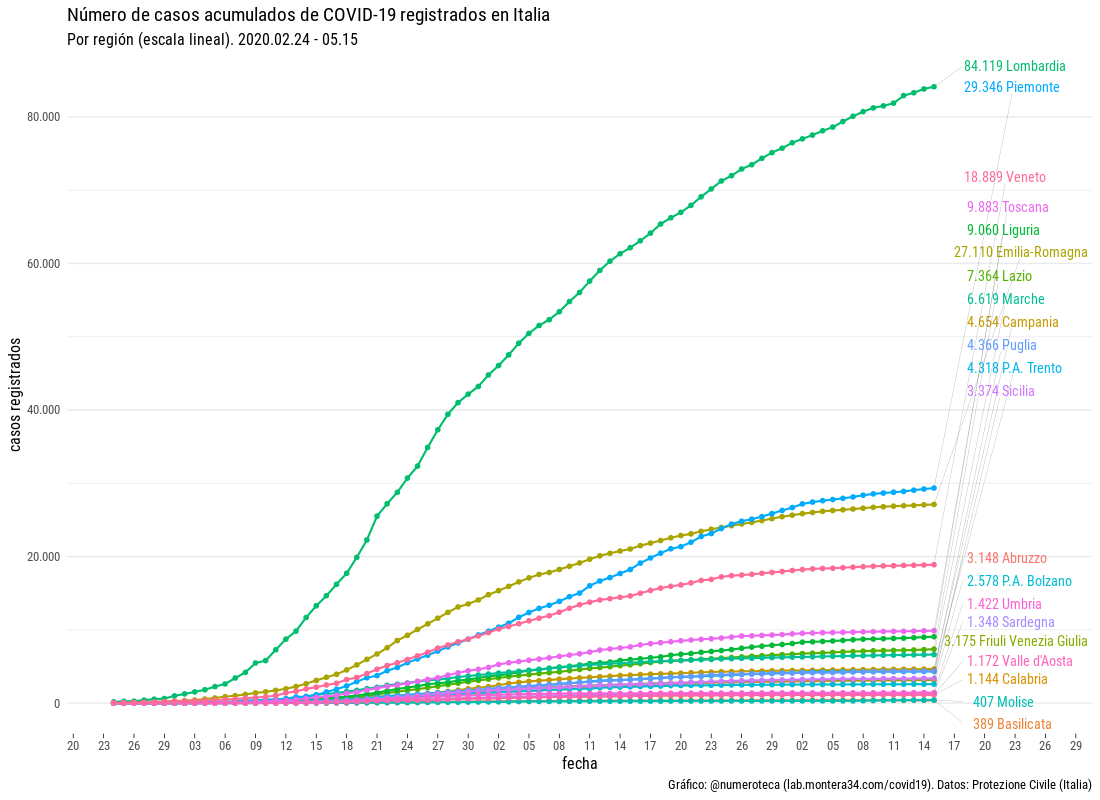 Número de casos acumulados de COVID-19 registrados en Italia
Por región (escala lineal). 2020.02.24 - 05.15
84.119 Lombardia
29.346 Piemonte
80.000
18.889 Veneto
9.883 Toscana
9.060 Liguria
27.110 Emilia-Romagna
60.000
7.364 Lazio
6.619 Marche
4.654 Campania
4.366 Puglia
4.318 P.A. Trento
3.374 Sicilia
casos registrados
40.000
20.000
3.148 Abruzzo
2.578 P.A. Bolzano
1.422 Umbria
1.348 Sardegna
3.175 Friuli Venezia Giulia
1.172 Valle d'Aosta
1.144 Calabria
0
407 Molise
389 Basilicata
20 23 26 29 03 06 09 12 15 18 21 24 27 30 02 05 08 11 14 17 20 23 26 29 02 05 08 11 14 17 20 23 26 29
fecha
Gráfico: @numeroteca (lab.montera34.com/covid19). Datos: Protezione Civile (Italia)